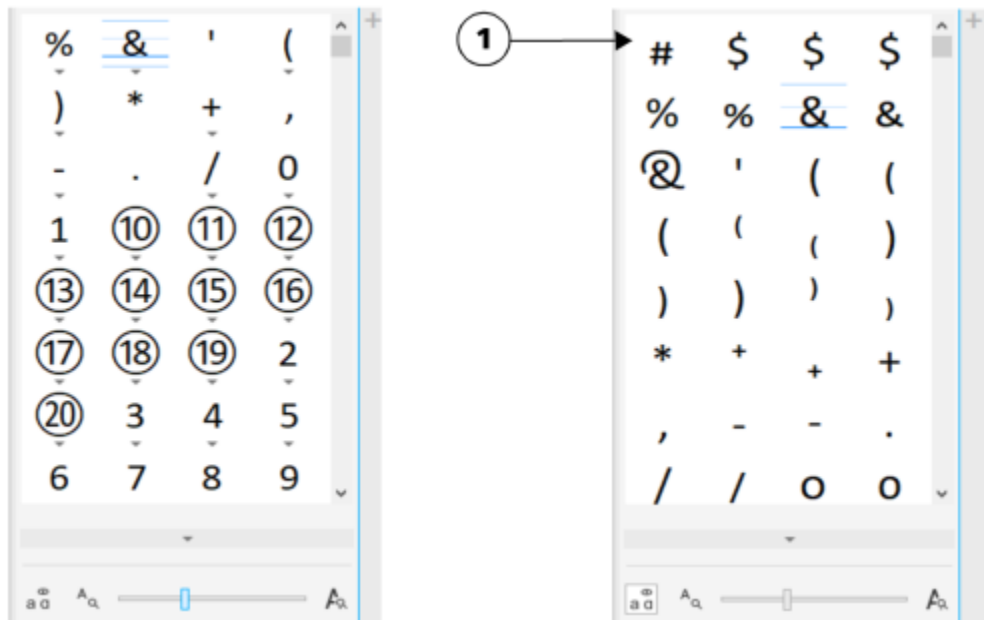 % & ' (
) * + ,
- . / 0
1 ⑩ ⑪ ⑫
⑬ ⑭ ⑮ ⑯
⑰ ⑱ ⑲ 2
⑳ 3 4 5
6 7 8 9
a a A A
1
# $ $ $
% % & &
& ' ( (
( ( ( )
) ) ) )
* + + +
, - - .
/ / o o
a a A A